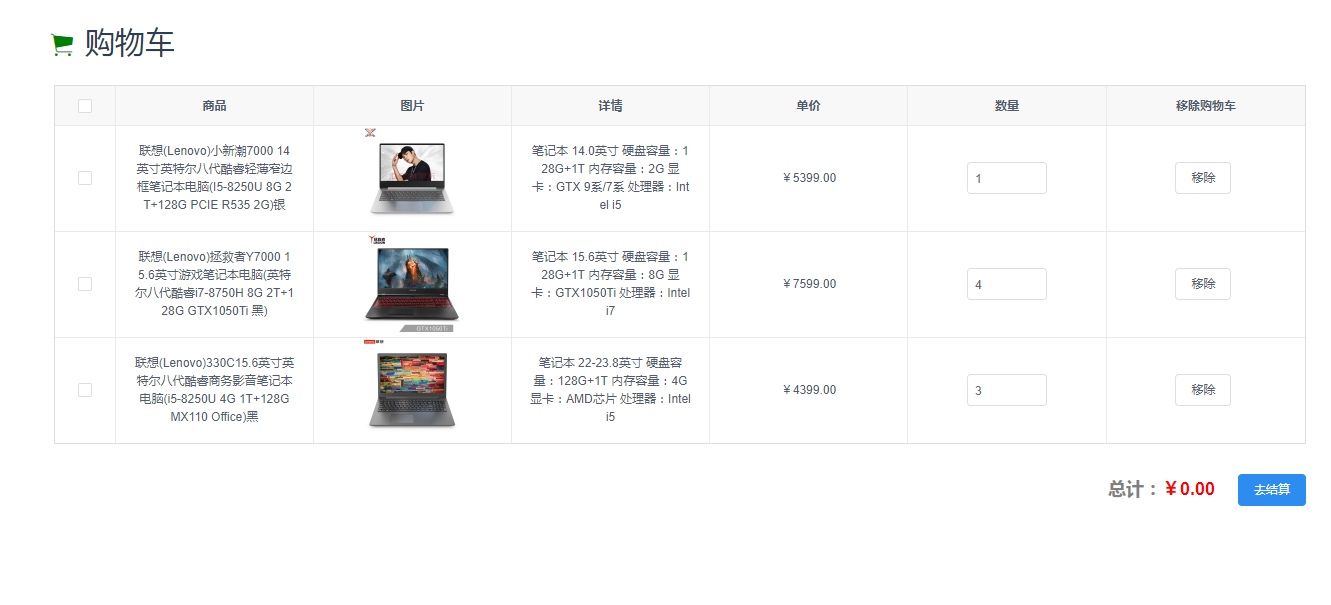 购物车
商品 图片 详情 单价 数量 移除购物车
联想(Lenovo)小新潮7000 14
英寸英特尔八代酷睿轻薄窄边
框笔记本电脑(I5-8250U 8G 2
T+128G PCIE R535 2G)银
笔记本 14.0英寸 硬盘容量：1
28G+1T 内存容量：2G 显
卡：GTX 9系/7系 处理器：Int
el i5
￥5399.00
1
移除
联想(Lenovo)拯救者Y7000 1
5.6英寸游戏笔记本电脑(英特
尔八代酷睿i7-8750H 8G 2T+1
28G GTX1050Ti 黑)
GTX1050Ti
笔记本 15.6英寸 硬盘容量：1
28G+1T 内存容量：8G 显
卡：GTX1050Ti 处理器：Intel
i7
￥7599.00
4
移除
联想(Lenovo)330C15.6英寸英
特尔八代酷睿商务影音笔记本
电脑(i5-8250U 4G 1T+128G
MX110 Office)黑
笔记本 22-23.8英寸 硬盘容
量：128G+1T 内存容量：4G
显卡：AMD芯片 处理器：Intel
i5
￥4399.00
3
移除
总计：￥0.00 去结算